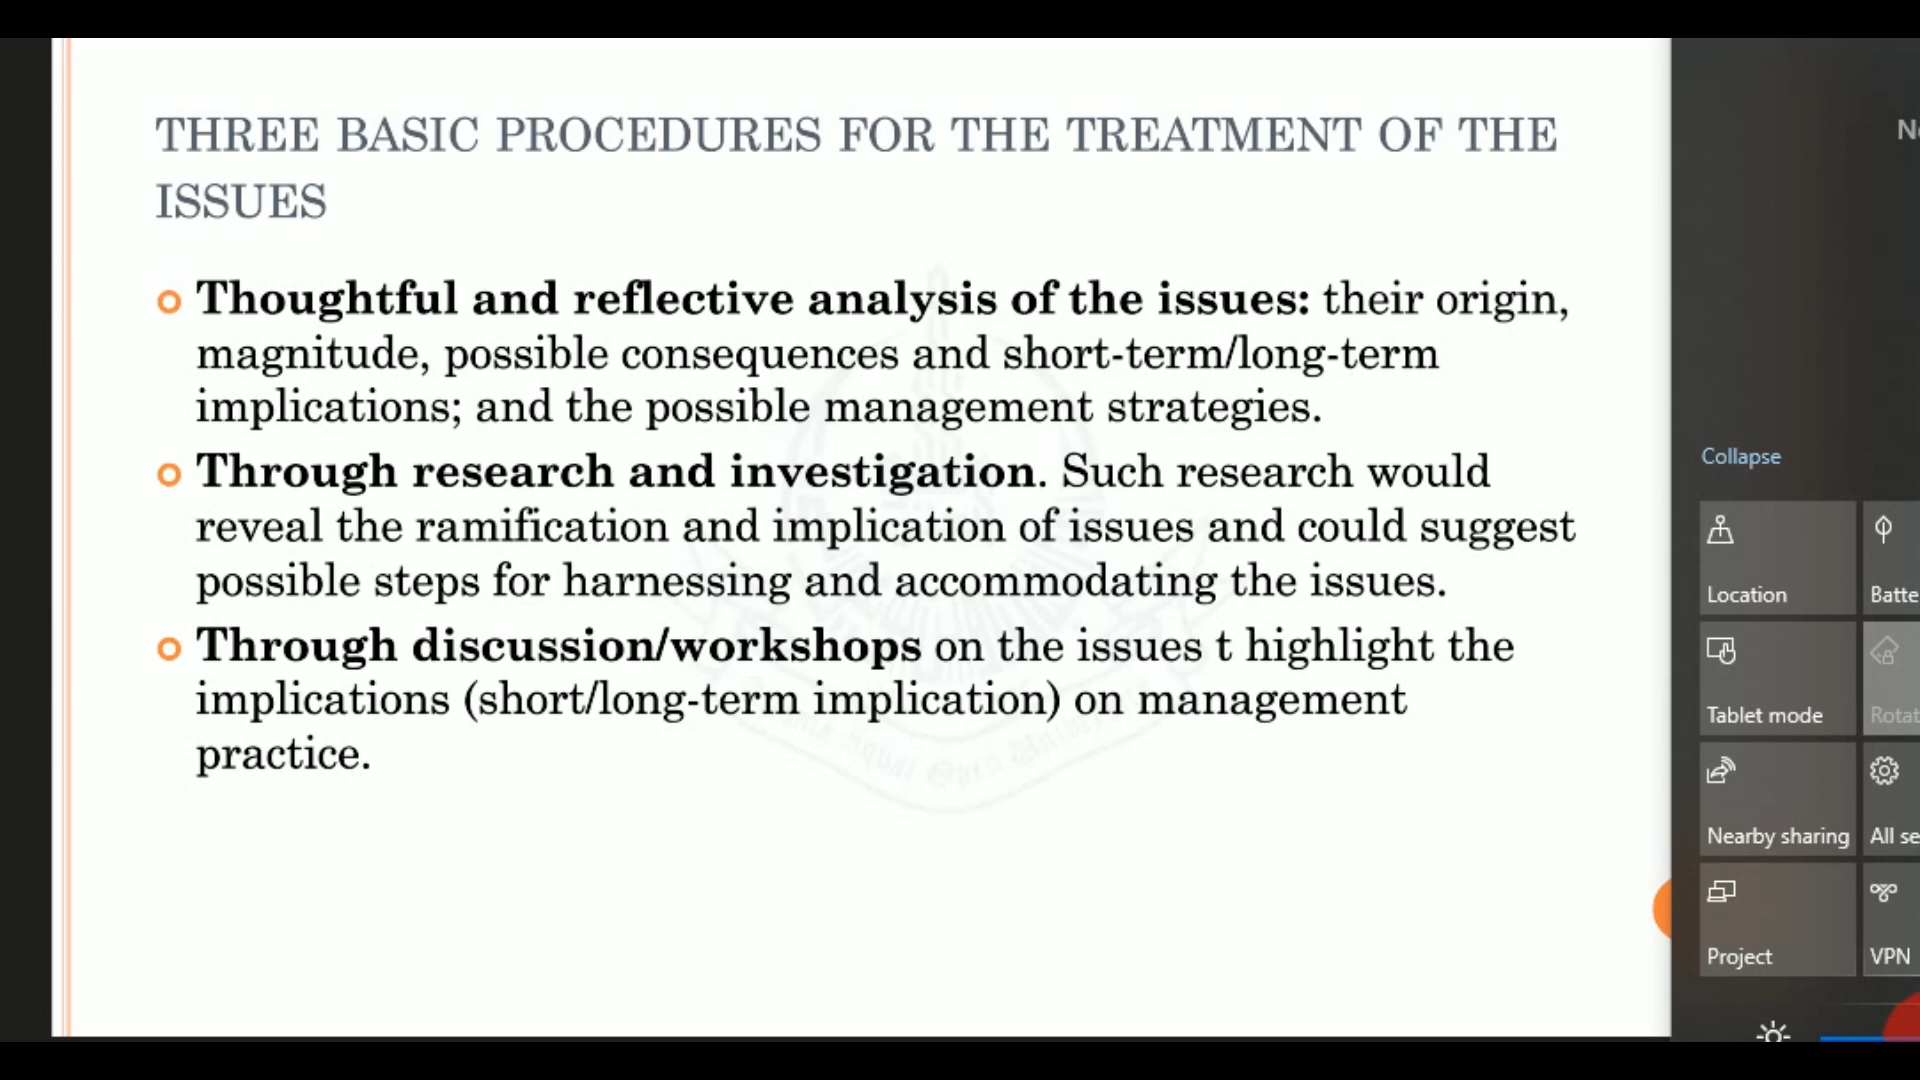 THREE BASIC PROCEDURES FOR THE TREATMENT OF THE
ISSUES
Thoughtful and reflective analysis of the issues: their origin,
magnitude, possible consequences and short-term/long-term
implications; and the possible management strategies.
Through research and investigation. Such research would
reveal the ramification and implication of issues and could suggest
possible steps for harnessing and accommodating the issues.
Through discussion/workshops on the issues t highlight the
implications (short/long-term implication) on management
practice.
Collapse
Location
Tablet mode
Nearby sharing
All se
Project
VPN
Batte
Rotat